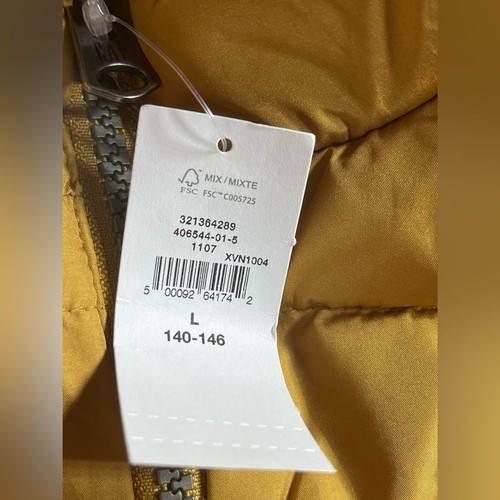 MIX / MIXTE
FSC FSC™ C005725
321364289
406544-01-5
1107 XVN1004
5 00092 64174 2
L
140-146